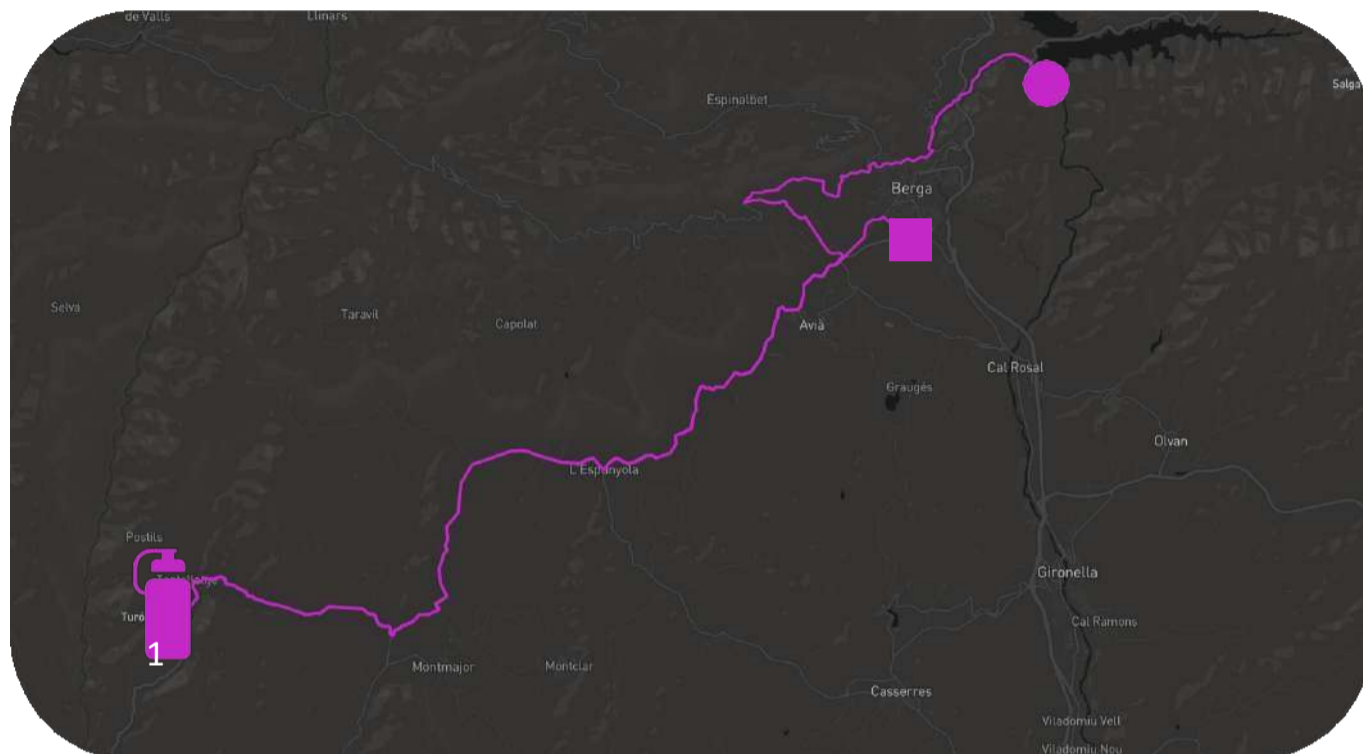 de Valls
Llinars
Salga
Espinalbet
Berga
Selva
Taravil
Capolat
Avià
Cal Rosal
Graugés
Olvan
L'Espunyola
Postils
Gironella
Turó
1
Cal Ramons
Montmajor
Montclar
Casserres
Viladomiu Vell
Viladomiu Nou